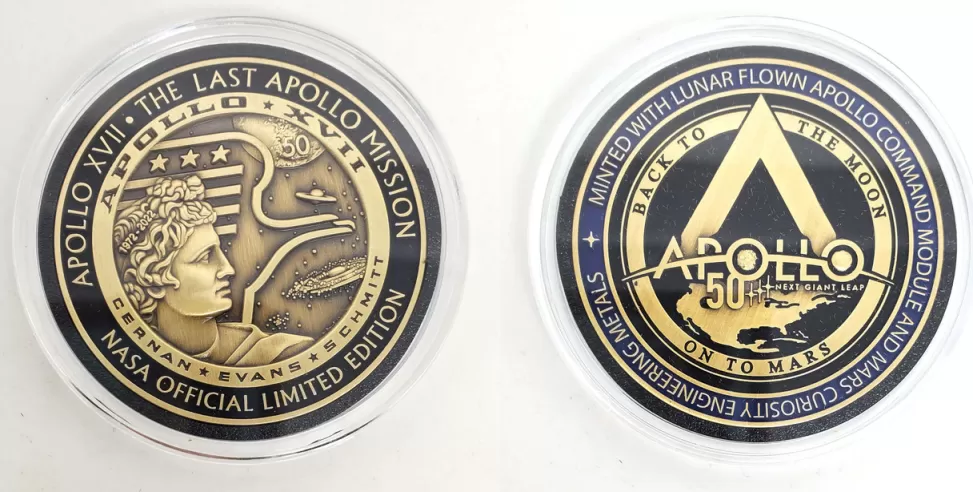 APOLLO XVII • THE LAST APOLLO MISSION
APOLLO ★ XVII
50
1972-2022
CERNAN ★ EVANS ★ SCHMITT
NASA OFFICIAL LIMITED EDITION
MINTED WITH LUNAR FLOWN APOLLO COMMAND MODULE AND MARS CURIOSITY ENGINEERING METALS
BACK TO THE MOON
APOLLO
50
NEXT GIANT LEAP
ON TO MARS